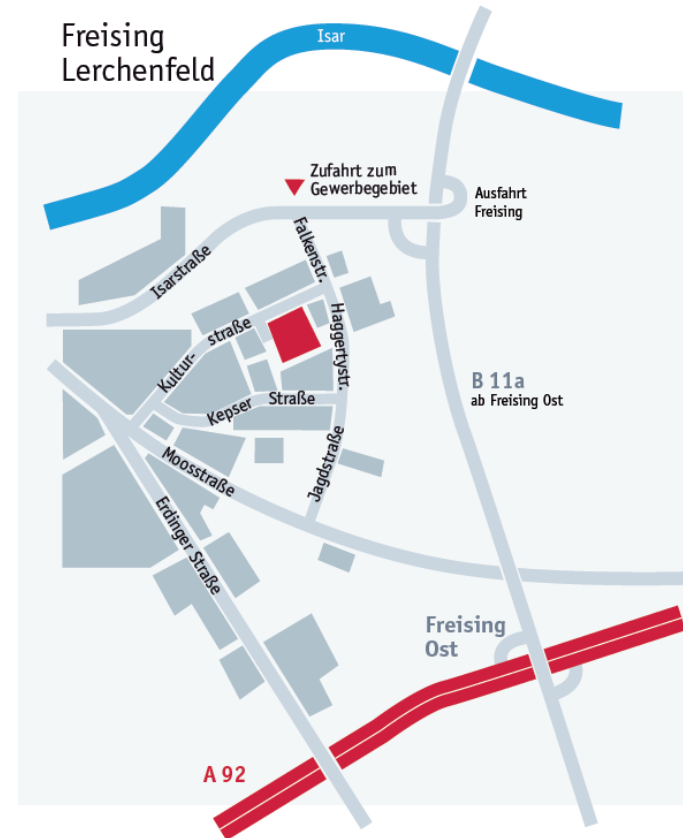 Freising
Lerchenfeld
Isar
Zufahrt zum
Gewerbegebiet
Ausfahrt
Freising
Isarstraße
Falkenstr.
Haggertystr.
Kultur-
straße
Kepser Straße
B 11a
ab Freising Ost
Moosstraße
Jagdstraße
Erdinger Straße
Freising
Ost
A 92